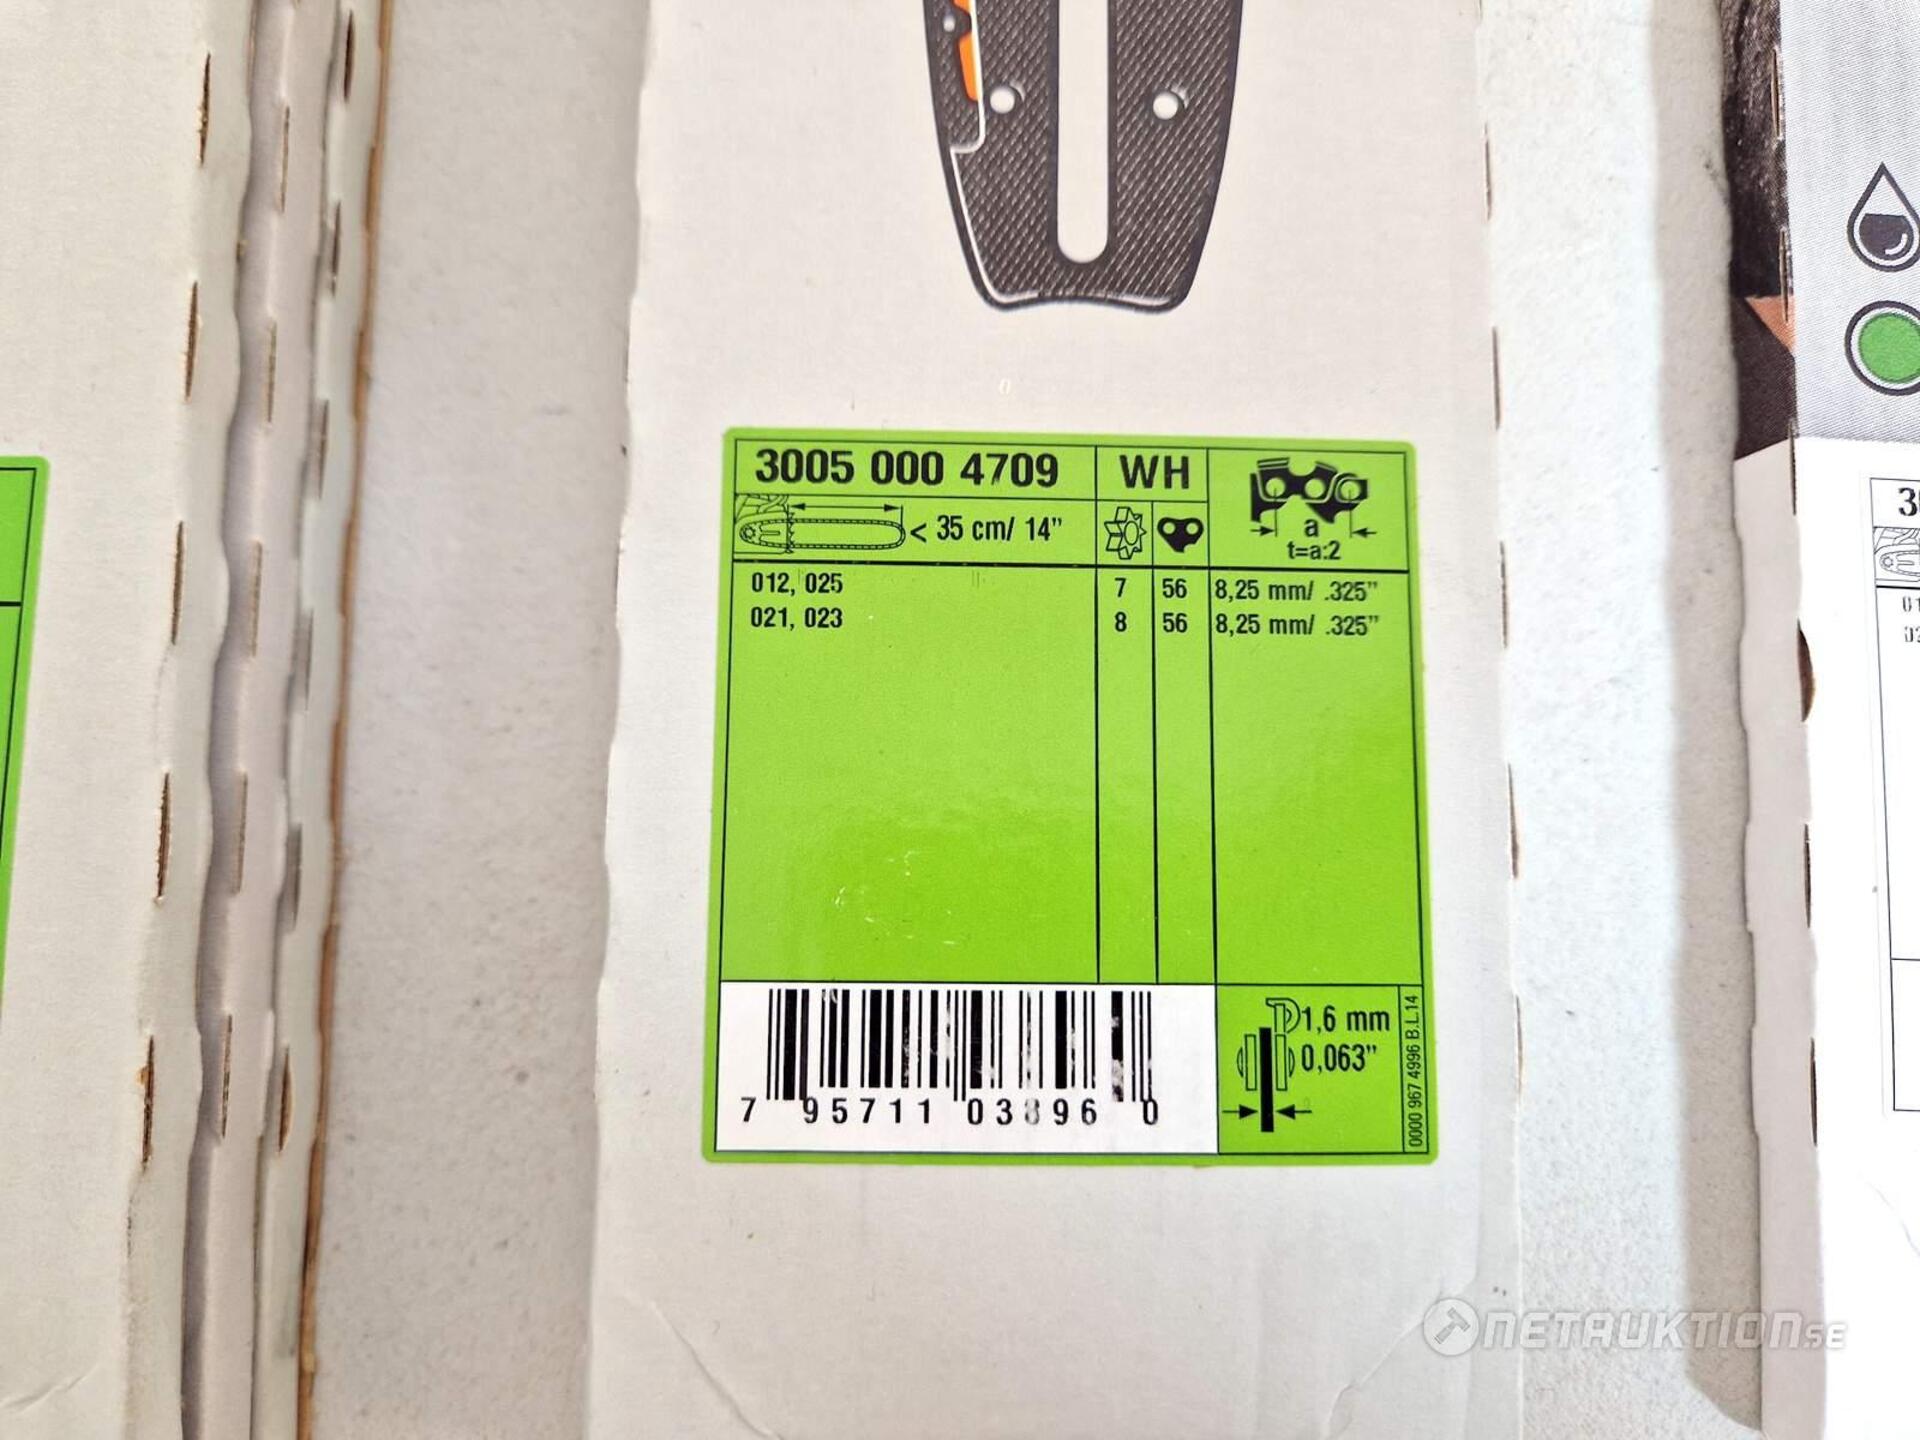 3005 000 4709 WH
< 35 cm/ 14"
a
t=a:2
012, 025 7 56 8,25 mm/ .325"
021, 023 8 56 8,25 mm/ .325"
1,6 mm
0,063"
0000 967 4996 B.L14
7 95711 03896 0
NETAUKTION.SE